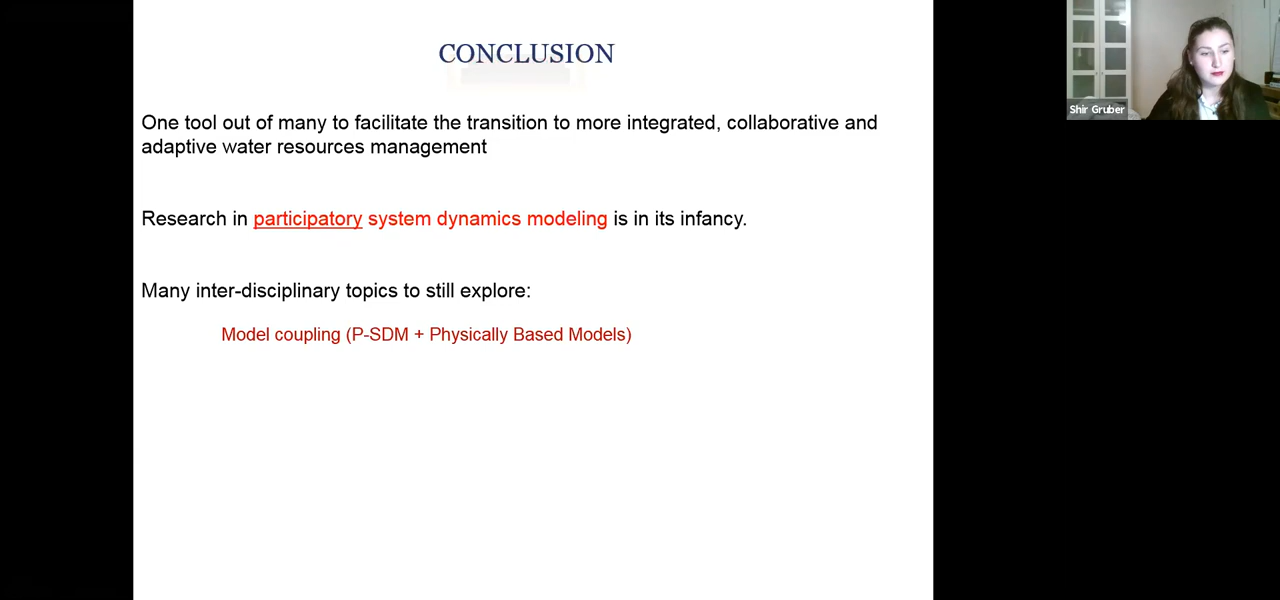 CONCLUSION
One tool out of many to facilitate the transition to more integrated, collaborative and
adaptive water resources management
Research in participatory system dynamics modeling is in its infancy.
Many inter-disciplinary topics to still explore:
Model coupling (P-SDM + Physically Based Models)
Shir Gruber